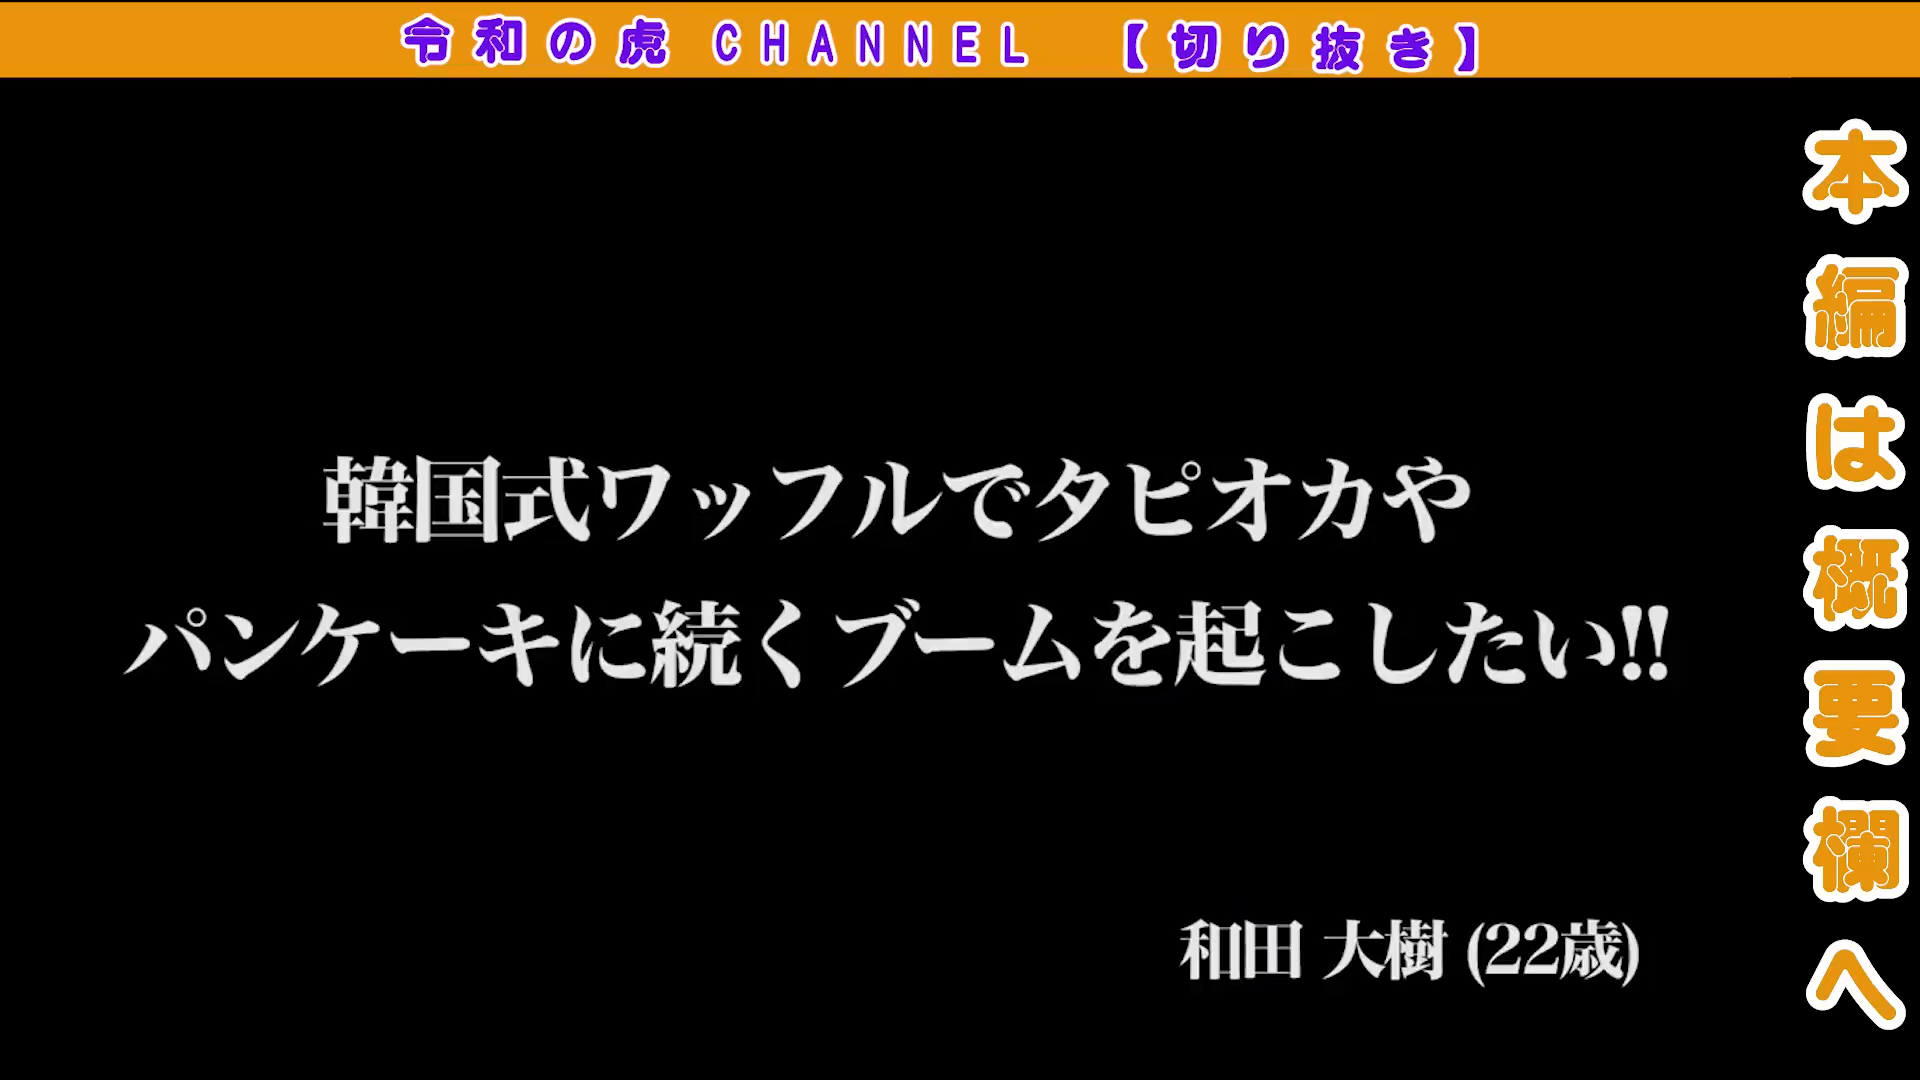 令和の虎 CHANNEL 【切り抜き】
韓国式ワッフルでタピオカや
パンケーキに続くブームを起こしたい!!
和田 大樹 (22歳)
本編は概要欄へ